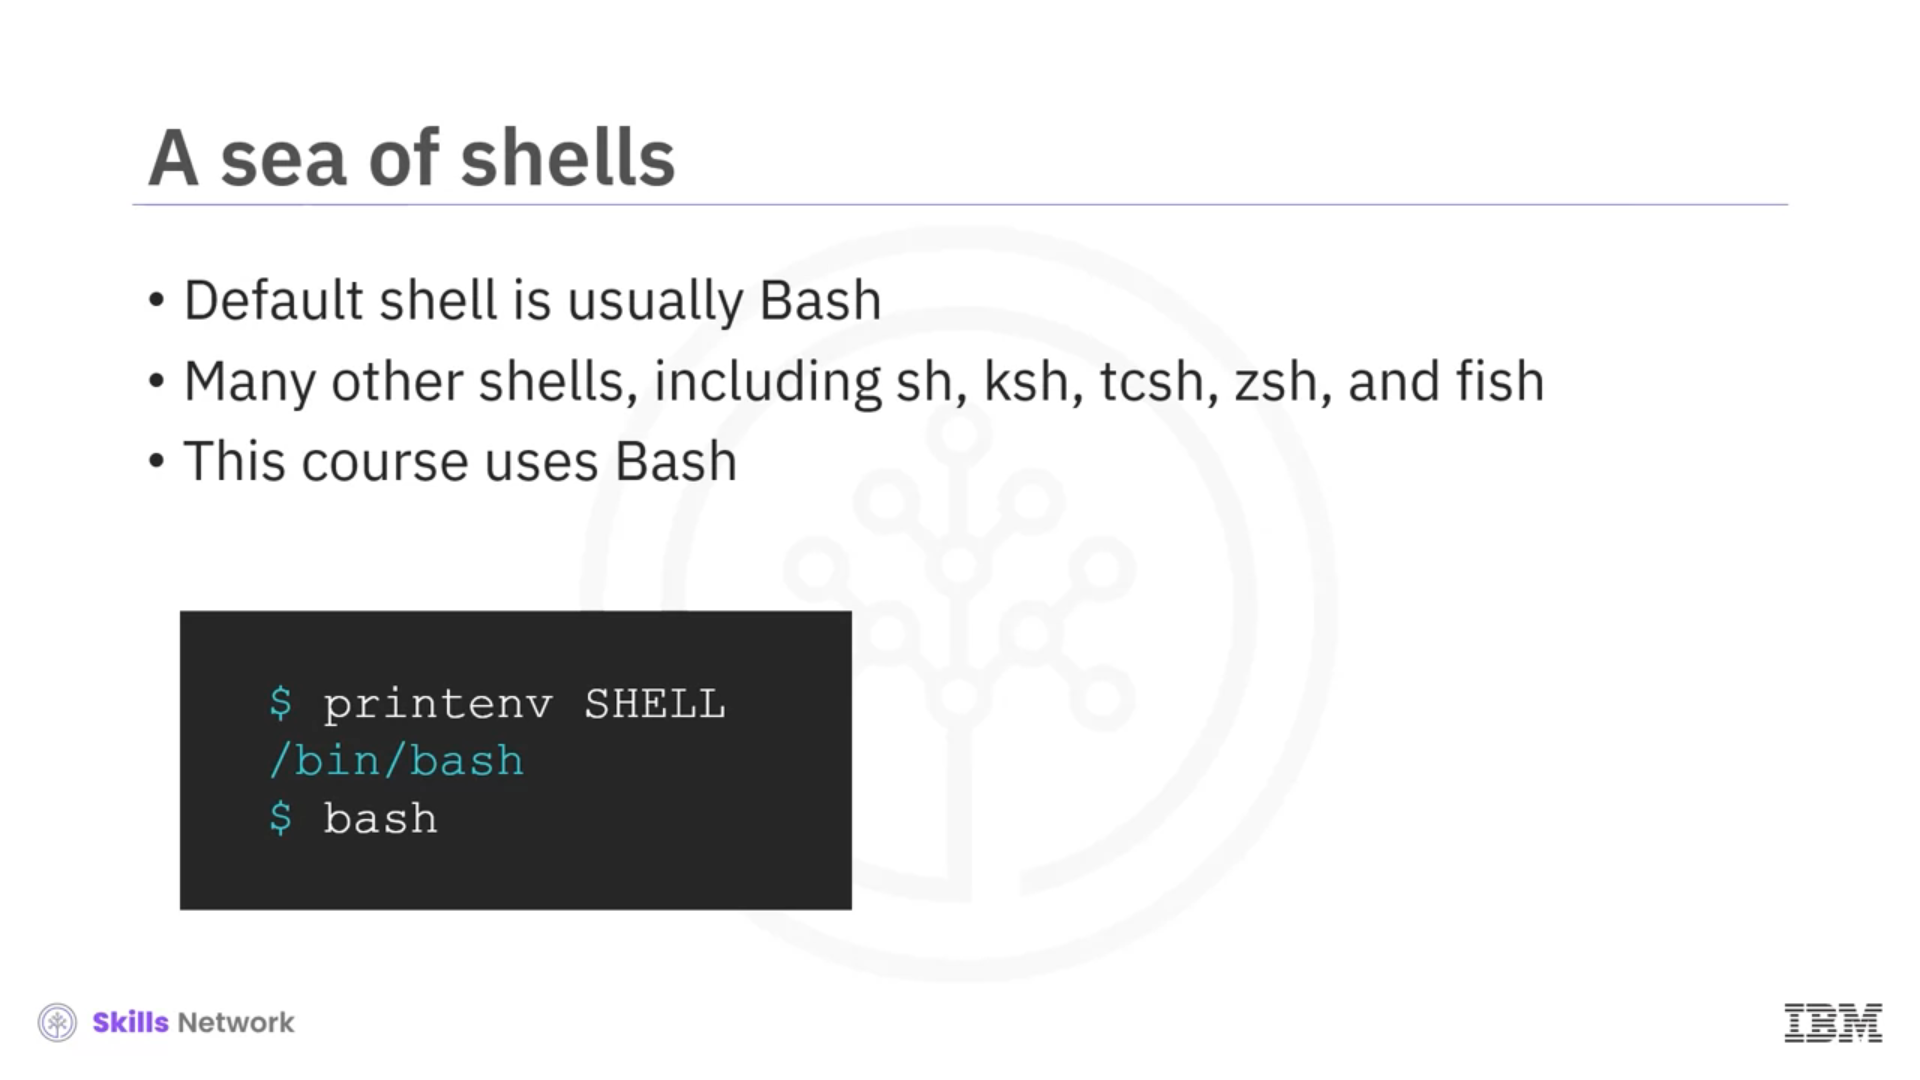 A sea of shells
• Default shell is usually Bash
• Many other shells, including sh, ksh, tcsh, zsh, and fish
• This course uses Bash
$ printenv SHELL
/bin/bash
$ bash
Skills Network
IBM